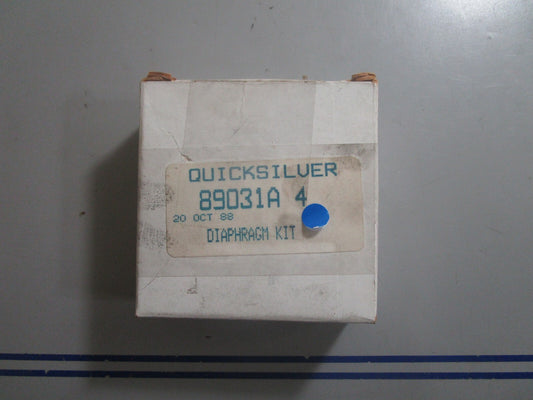 QUICKSILVER
89031A 4
20 OCT 88
DIAPHRAGM KIT